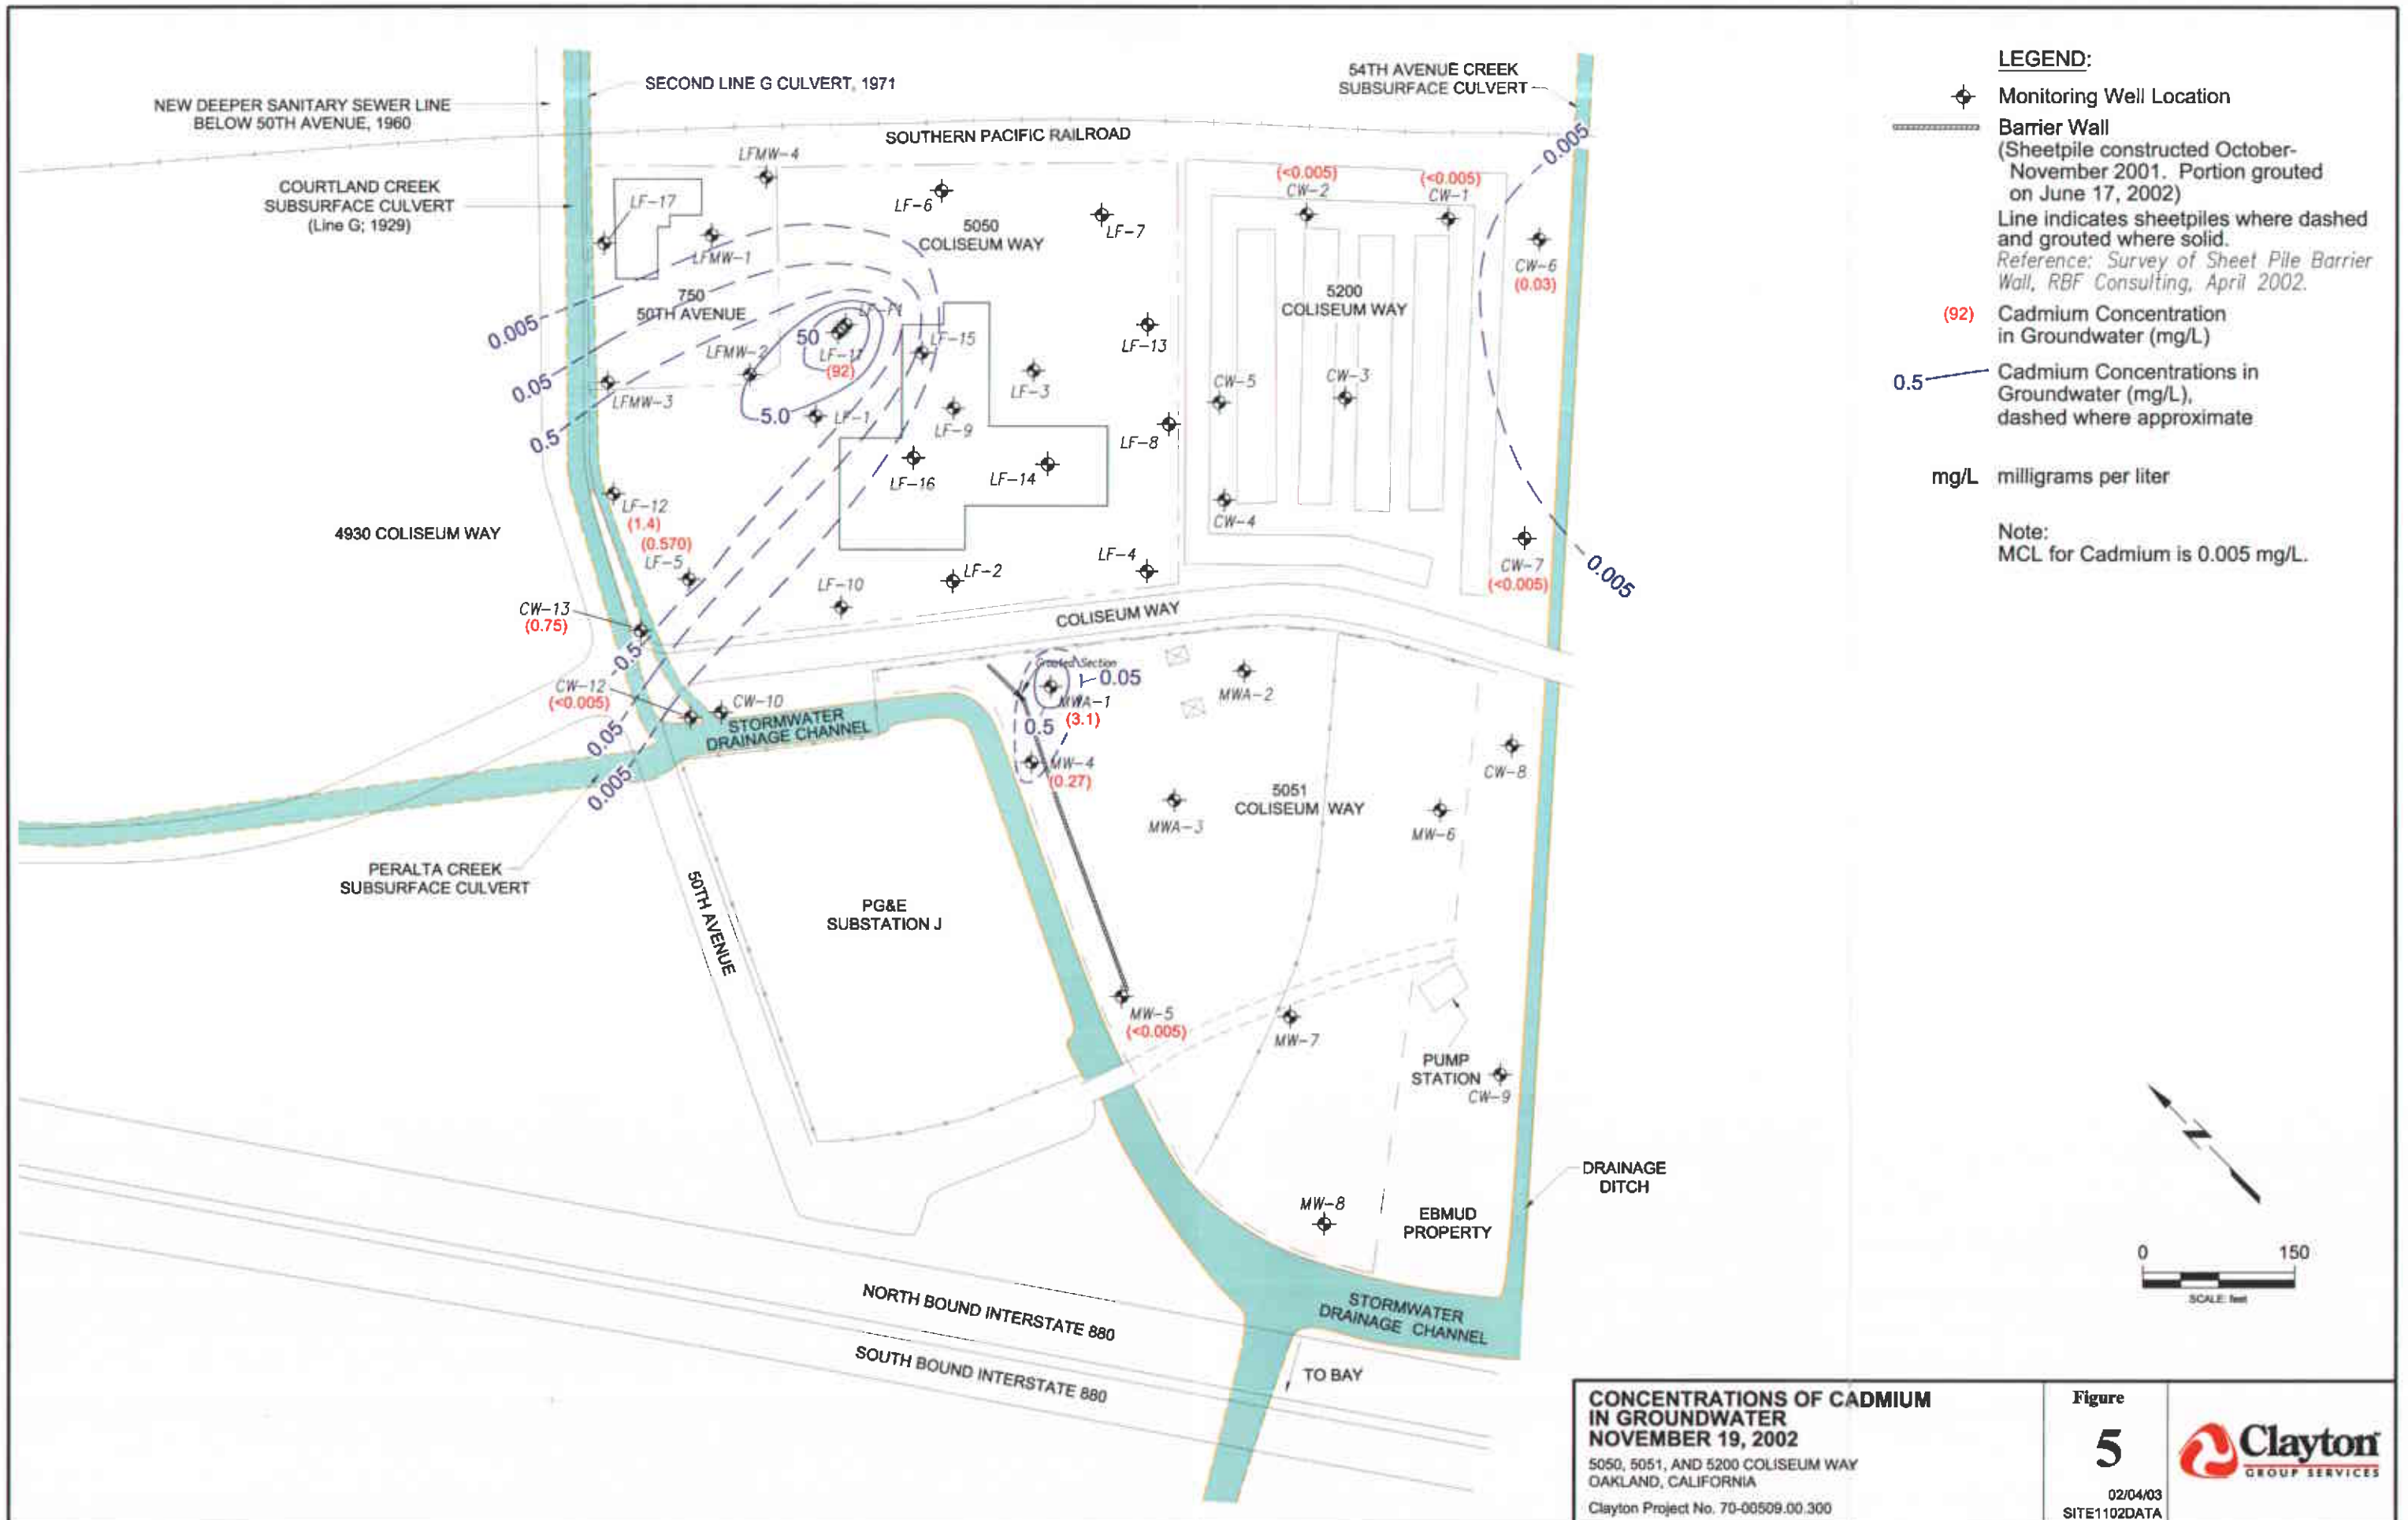 NEW DEEPER SANITARY SEWER LINE
BELOW 50TH AVENUE, 1960
SECOND LINE G CULVERT, 1971
SOUTHERN PACIFIC RAILROAD
54TH AVENUE CREEK
SUBSURFACE CULVERT
COURTLAND CREEK
SUBSURFACE CULVERT
(Line G; 1929)
LFMW-4
LF-17
LFMW-1
LF-6
5050
COLISEUM WAY
LF-7
(<0.005)
CW-2
(<0.005)
CW-1
0.005
CW-6
(0.03)
750
50TH AVENUE
0.005
0.05
0.5
LFMW-2
LFMW-3
50
LF-11
LF-11
(92)
5.0
LF-1
LF-15
LF-9
LF-3
LF-13
LF-8
LF-16
LF-14
5200
COLISEUM WAY
CW-5
CW-3
CW-4
CW-7
(<0.005)
0.005
4930 COLISEUM WAY
LF-12
(1.4)
(0.570)
LF-5
LF-10
LF-2
LF-4
COLISEUM WAY
CW-13
(0.75)
0.5
CW-12
(<0.005)
CW-10
0.05
0.005
STORMWATER
DRAINAGE CHANNEL
Grouted Section
0.05
MWA-1
(3.1)
0.5
MW-4
(0.27)
MWA-2
MWA-3
5051
COLISEUM WAY
CW-8
MW-6
PERALTA CREEK
SUBSURFACE CULVERT
50TH AVENUE
PG&E
SUBSTATION J
MW-5
(<0.005)
MW-7
PUMP
STATION
CW-9
MW-8
EBMUD
PROPERTY
DRAINAGE
DITCH
NORTH BOUND INTERSTATE 880
SOUTH BOUND INTERSTATE 880
STORMWATER
DRAINAGE CHANNEL
TO BAY
LEGEND:
Monitoring Well Location
Barrier Wall
(Sheetpile constructed October-
November 2001. Portion grouted
on June 17, 2002)
Line indicates sheetpiles where dashed
and grouted where solid.
Reference: Survey of Sheet Pile Barrier
Wall, RBF Consulting, April 2002.
(92) Cadmium Concentration
in Groundwater (mg/L)
0.5 Cadmium Concentrations in
Groundwater (mg/L),
dashed where approximate
mg/L milligrams per liter
Note:
MCL for Cadmium is 0.005 mg/L.
Z
0 150
SCALE: feet
CONCENTRATIONS OF CADMIUM
IN GROUNDWATER
NOVEMBER 19, 2002
5050, 5051, AND 5200 COLISEUM WAY
OAKLAND, CALIFORNIA
Clayton Project No. 70-00509.00.300
Figure
5
02/04/03
SITE1102DATA
Clayton
GROUP SERVICES